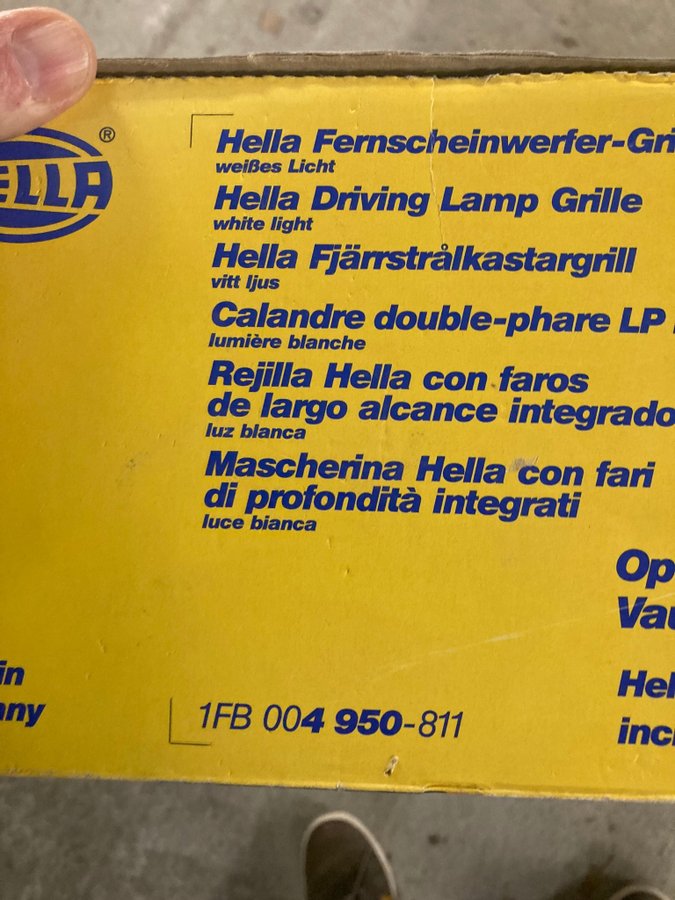 ELLA®
Hella Fernscheinwerfer-Gri
weißes Licht
Hella Driving Lamp Grille
white light
Hella Fjärrstrålkastargrill
vitt ljus
Calandre double-phare LP
lumière blanche
Rejilla Hella con faros
de largo alcance integrado
luz blanca
Mascherina Hella con fari
di profondità integrati
luce bianca
Op
Vau
Hel
incl
in
any
1FB 004 950-811